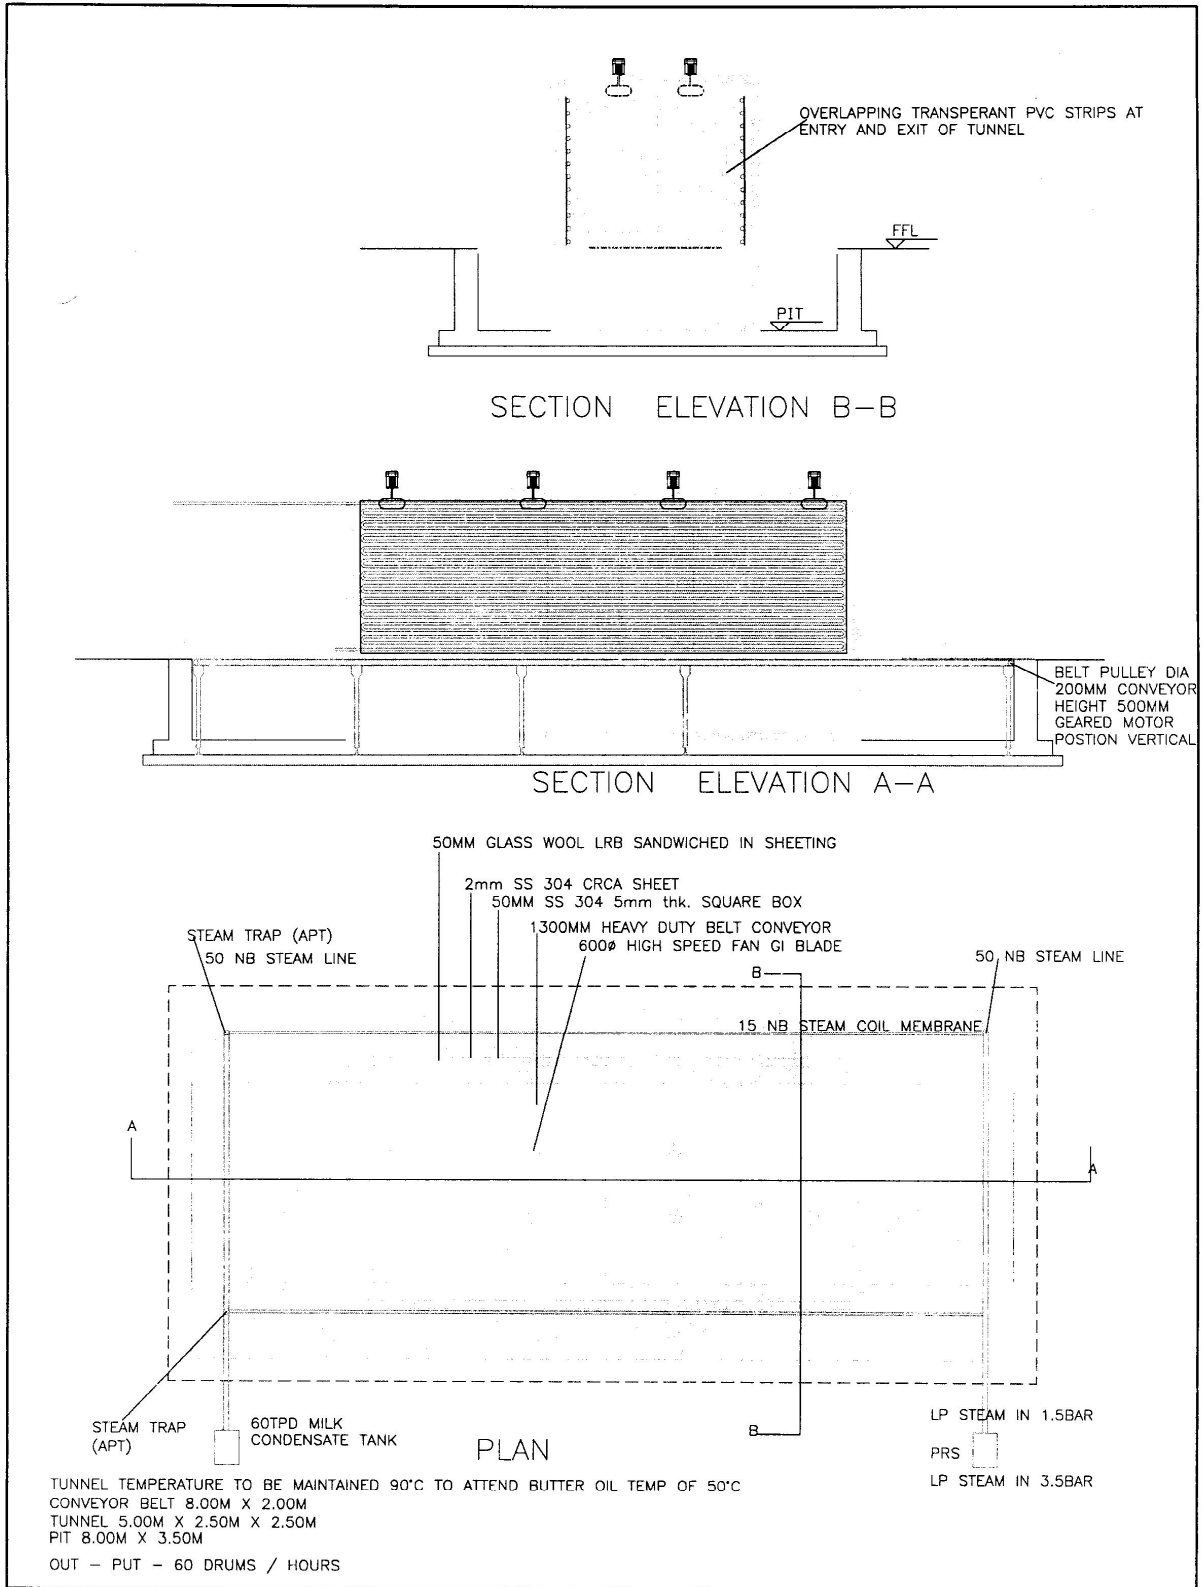 OVERLAPPING TRANSPERANT PVC STRIPS AT
ENTRY AND EXIT OF TUNNEL
FFL
PIT
SECTION ELEVATION B-B
BELT PULLEY DIA
200MM CONVEYOR
HEIGHT 500MM
GEARED MOTOR
POSTION VERTICAL
SECTION ELEVATION A-A
50MM GLASS WOOL LRB SANDWICHED IN SHEETING
2mm SS 304 CRCA SHEET
50MM SS 304 5mm thk. SQUARE BOX
1300MM HEAVY DUTY BELT CONVEYOR
600ø HIGH SPEED FAN GI BLADE
STEAM TRAP (APT)
50 NB STEAM LINE
50 NB STEAM LINE
B
15 NB STEAM COIL MEMBRANE
A
A
B
STEAM TRAP
(APT)
60TPD MILK
CONDENSATE TANK
PLAN
LP STEAM IN 1.5BAR
PRS
LP STEAM IN 3.5BAR
TUNNEL TEMPERATURE TO BE MAINTAINED 90°C TO ATTEND BUTTER OIL TEMP OF 50°C
CONVEYOR BELT 8.00M X 2.00M
TUNNEL 5.00M X 2.50M X 2.50M
PIT 8.00M X 3.50M
OUT - PUT - 60 DRUMS / HOURS